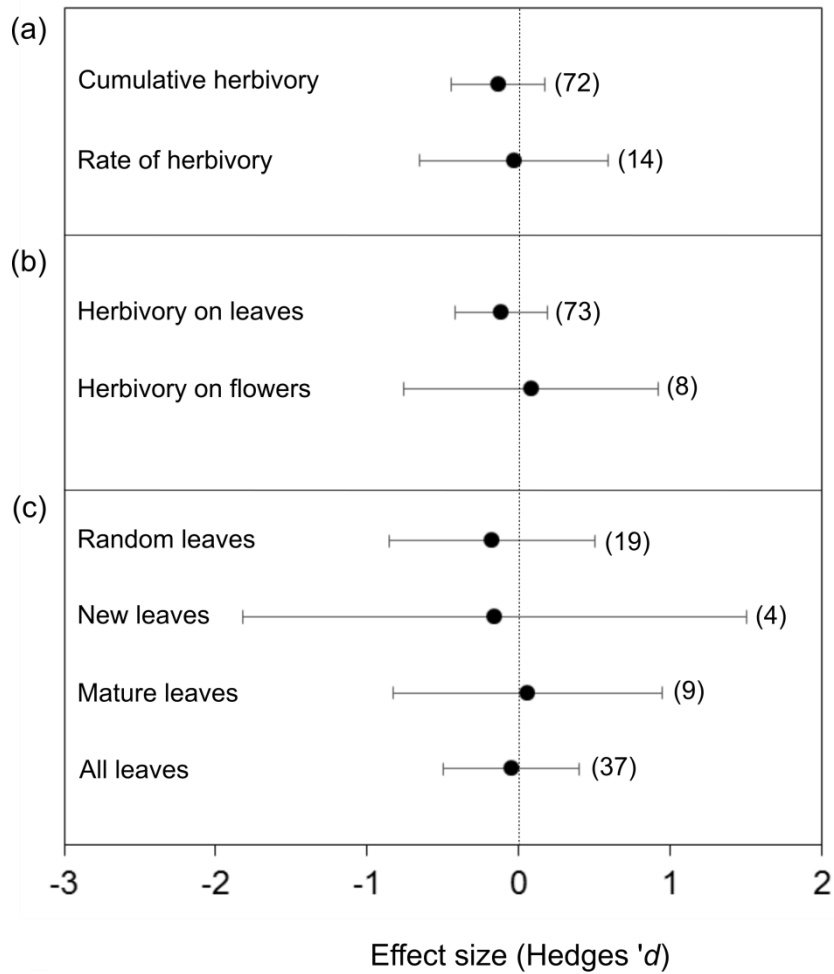 (a)
Cumulative herbivory (72)
Rate of herbivory (14)
(b)
Herbivory on leaves (73)
Herbivory on flowers (8)
(c)
Random leaves (19)
New leaves (4)
Mature leaves (9)
All leaves (37)
-3 -2 -1 0 1 2
Effect size (Hedges 'd)